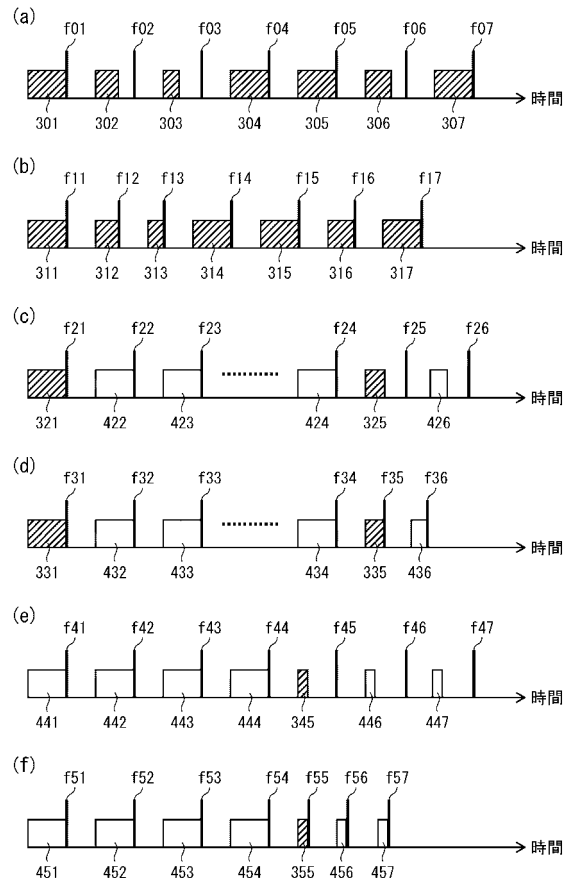 (a)
f01 f02 f03 f04 f05 f06 f07
時間
301 302 303 304 305 306 307
(b)
f11 f12 f13 f14 f15 f16 f17
時間
311 312 313 314 315 316 317
(c)
f21 f22 f23 f24 f25 f26
時間
321 422 423 424 325 426
(d)
f31 f32 f33 f34 f35 f36
時間
331 432 433 434 335 436
(e)
f41 f42 f43 f44 f45 f46 f47
時間
441 442 443 444 345 446 447
(f)
f51 f52 f53 f54 f55 f56 f57
時間
451 452 453 454 355 456 457